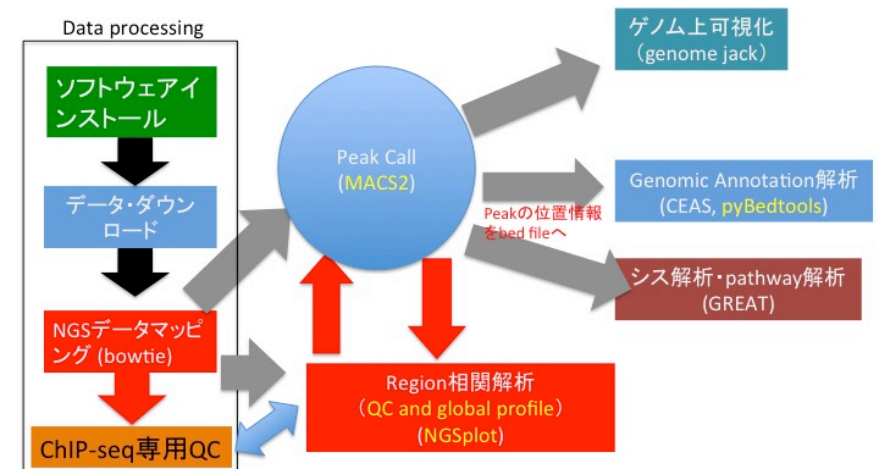 Data processing
ソフトウェアイ
ンストール
データ・ダウン
ロード
NGSデータマッピ
ング (bowtie)
ChIP-seq専用QC
Peak Call
(MACS2)
Peakの位置情報
をbed fileへ
Region相関解析
(QC and global profile)
(NGSplot)
ゲノム上可視化
(genome jack)
Genomic Annotation解析
(CEAS, pyBedtools)
シス解析・pathway解析
(GREAT)